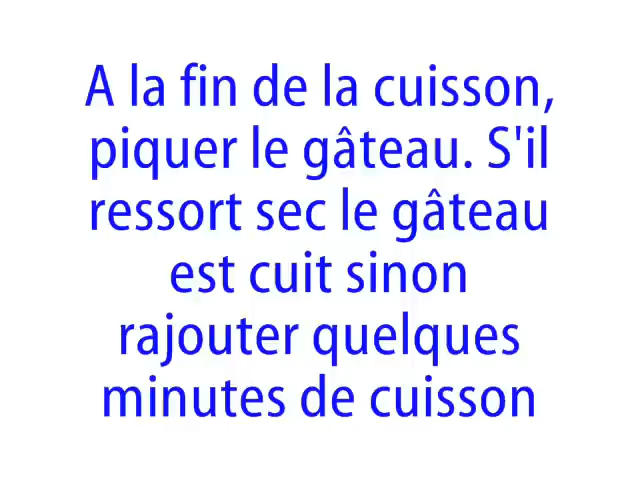 A la fin de la cuisson,
piquer le gâteau. S'il
ressort sec le gâteau
est cuit sinon
rajouter quelques
minutes de cuisson